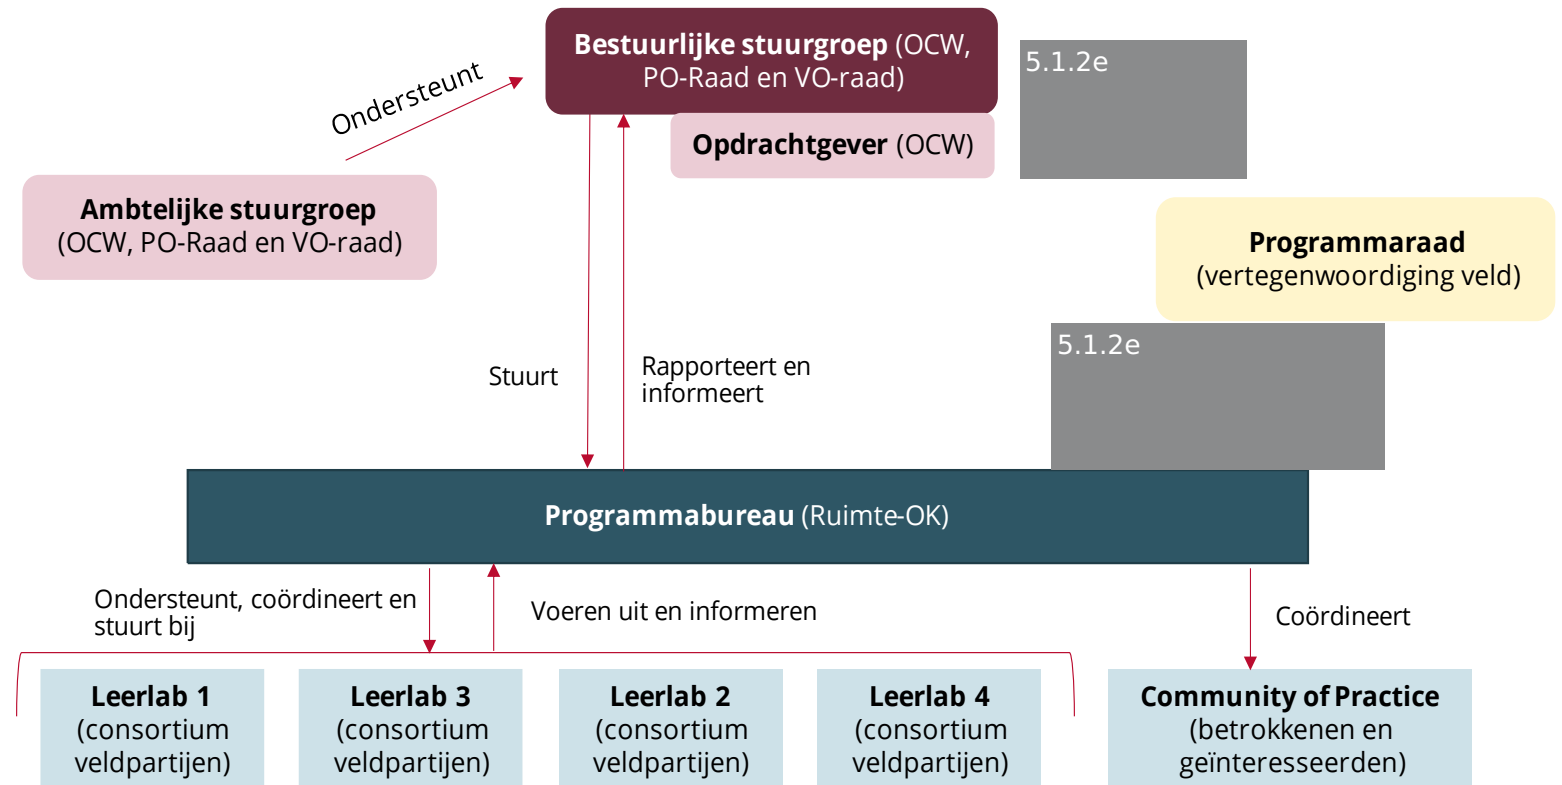 Bestuurlijke stuurgroep (OCW,
PO-Raad en VO-raad)
5.1.2e
Ondersteunt
Opdrachtgever (OCW)
Ambtelijke stuurgroep
(OCW, PO-Raad en VO-raad)
Programmaraad
(vertegenwoordiging veld)
5.1.2e
Stuurt
Rapporteert en
informeert
Programmabureau (Ruimte-OK)
Ondersteunt, coördineert en
stuurt bij
Voeren uit en informeren
Coördineert
Leerlab 1
(consortium
veldpartijen)
Leerlab 3
(consortium
veldpartijen)
Leerlab 2
(consortium
veldpartijen)
Leerlab 4
(consortium
veldpartijen)
Community of Practice
(betrokkenen en
geïnteresseerden)